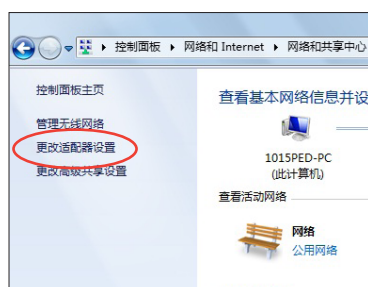 控制面板 ▸ 网络和 Internet ▸ 网络和共享中心
控制面板主页
管理无线网络
更改适配器设置
更改高级共享设置
查看基本网络信息并设
1015PED-PC
(此计算机)
查看活动网络
网络
公用网络